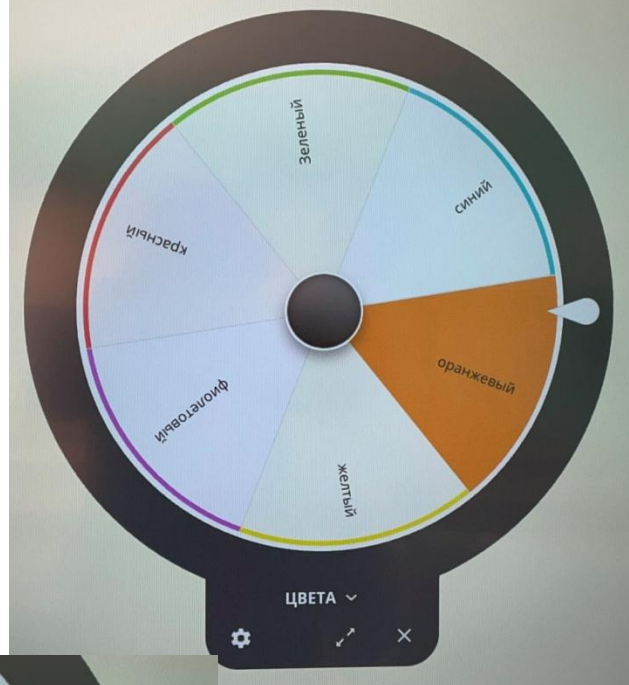 зеленый
синий
красный
оранжевый
фиолетовый
желтый
ЦВЕТА